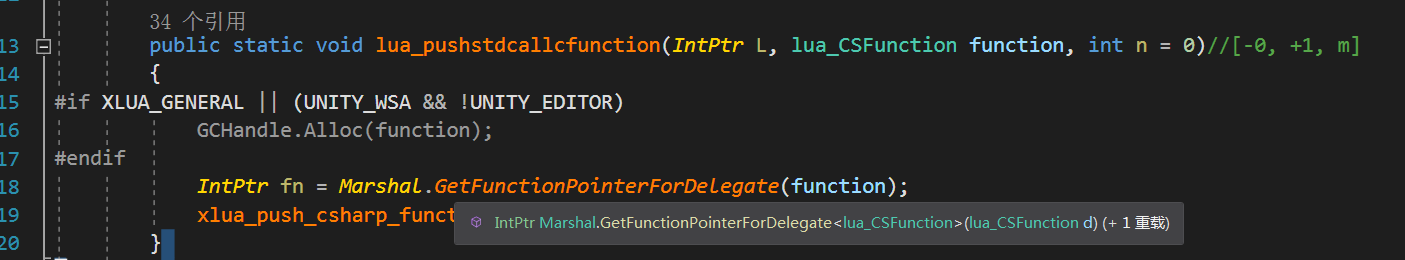 34 个引用
13 public static void lua_pushstdcallcfunction(IntPtr L, lua_CSFunction function, int n = 0)//[-0, +1, m]
14 {
15 #if XLUA_GENERAL || (UNITY_WSA && !UNITY_EDITOR)
16 GCHandle.Alloc(function);
17 #endif
18 IntPtr fn = Marshal.GetFunctionPointerForDelegate(function);
19 xlua_push_csharp_funct
IntPtr Marshal.GetFunctionPointerForDelegate<lua_CSFunction>(lua_CSFunction d) (+ 1 重载)
20 }